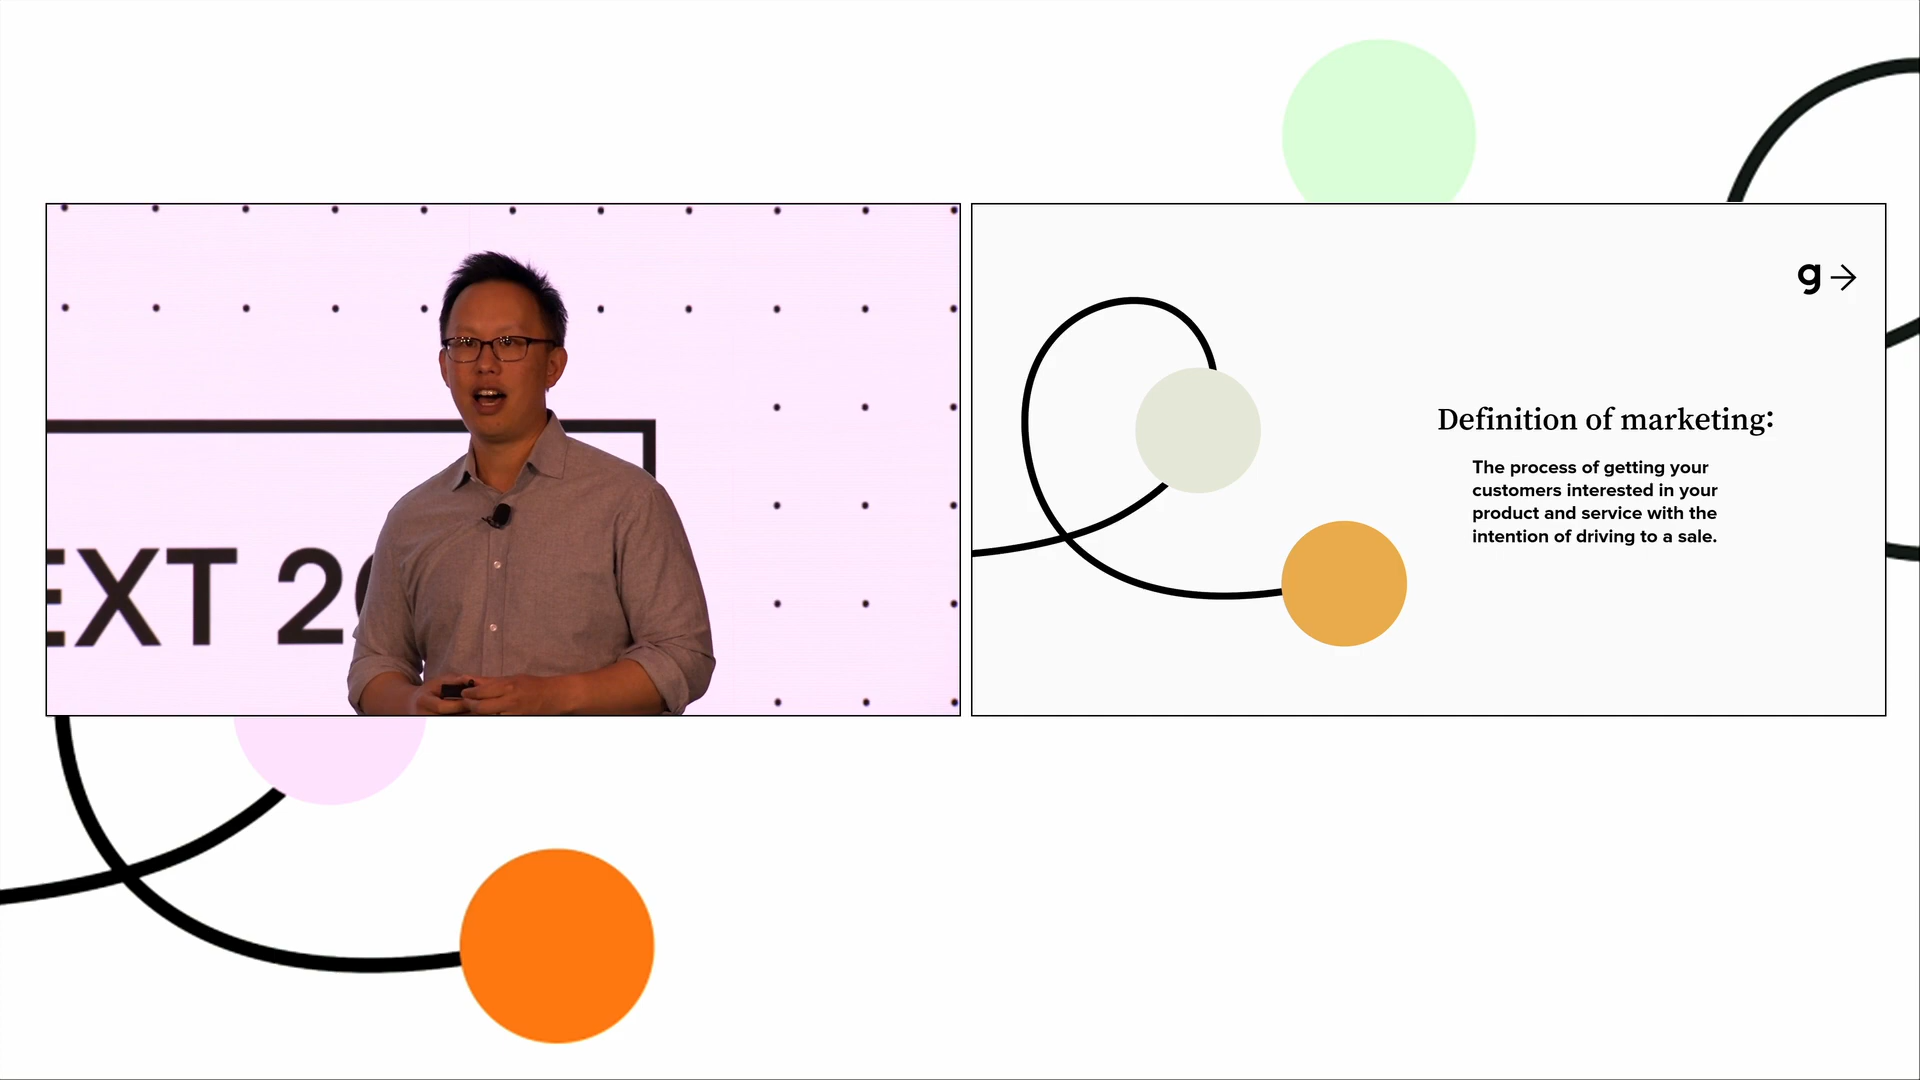 EXT 20
g
Definition of marketing:
The process of getting your
customers interested in your
product and service with the
intention of driving to a sale.